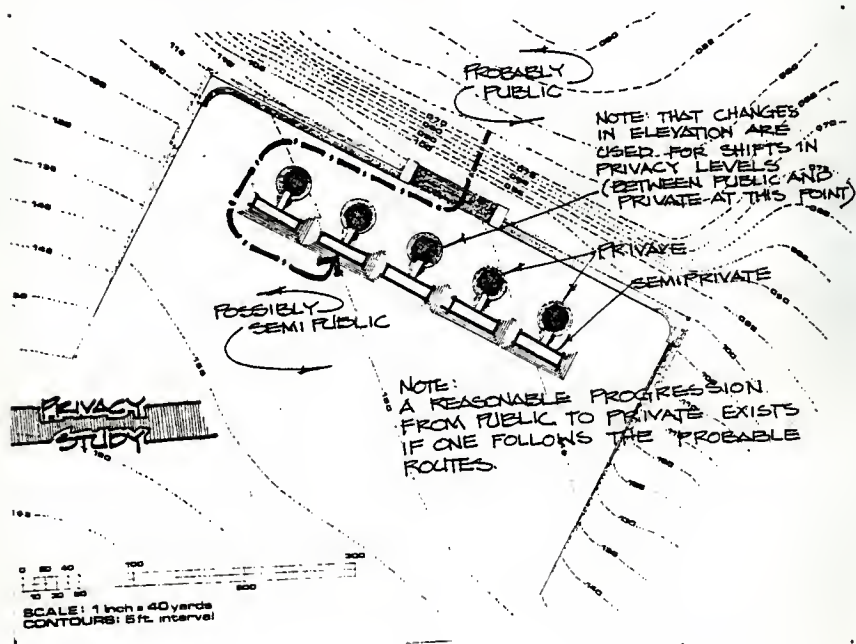 PROBABLY
PUBLIC
NOTE: THAT CHANGES
IN ELEVATION ARE
USED FOR SHIFTS IN
PRIVACY LEVELS
(BETWEEN PUBLIC AND
PRIVATE AT THIS POINT)
PRIVATE
SEMIPRIVATE
POSSIBLY
SEMI PUBLIC
NOTE:
A REASONABLE PROGRESSION
FROM PUBLIC TO PRIVATE EXISTS
IF ONE FOLLOWS THE "PROBABLE
ROUTES.
PRIVACY
STUDY
SCALE: 1 inch = 40 yards
CONTOURS: 5 ft. interval